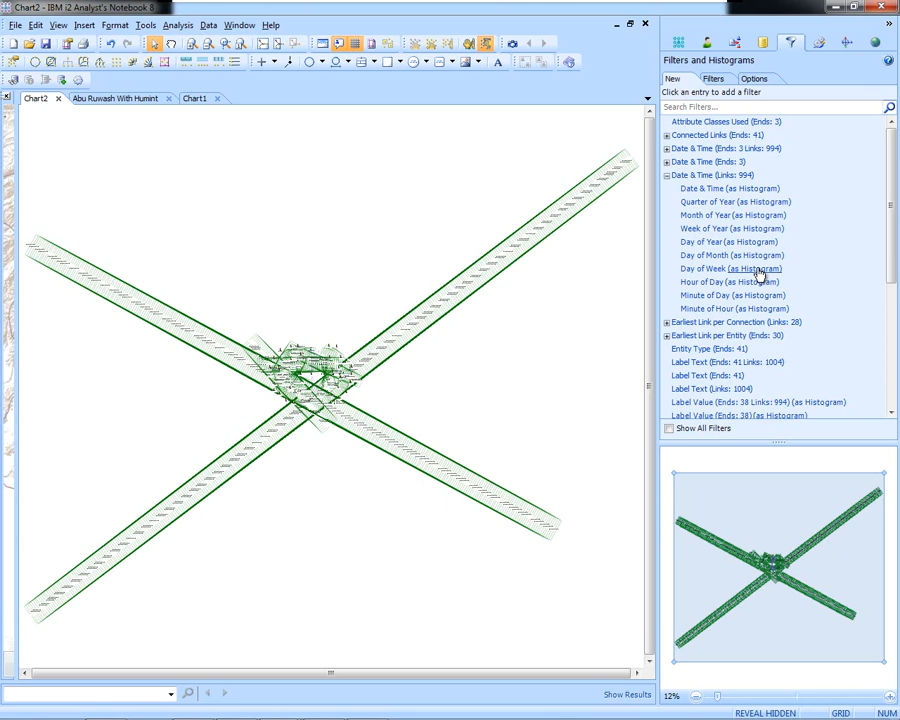 Chart2 - IBM i2 Analyst's Notebook 8
File Edit View Insert Format Tools Analysis Data Window Help
Chart2 Abu Ruwash With Humint Chart1
Filters and Histograms
New Filters Options
Click an entry to add a filter
Search Filters...
Attribute Classes Used (Ends: 3)
Connected Links (Ends: 41)
Date & Time (Ends: 3 Links: 994)
Date & Time (Ends: 3)
Date & Time (Links: 994)
Date & Time (as Histogram)
Quarter of Year (as Histogram)
Month of Year (as Histogram)
Week of Year (as Histogram)
Day of Year (as Histogram)
Day of Month (as Histogram)
Day of Week (as Histogram)
Hour of Day (as Histogram)
Minute of Day (as Histogram)
Minute of Hour (as Histogram)
Earliest Link per Connection (Links: 28)
Earliest Link per Entity (Ends: 30)
Entity Type (Ends: 41)
Label Text (Ends: 41 Links: 1004)
Label Text (Ends: 41)
Label Text (Links: 1004)
Label Value (Ends: 38 Links: 994) (as Histogram)
Label Value (Ends: 38) (as Histogram)
Show All Filters
12%
Show Results
REVEAL HIDDEN GRID NUM